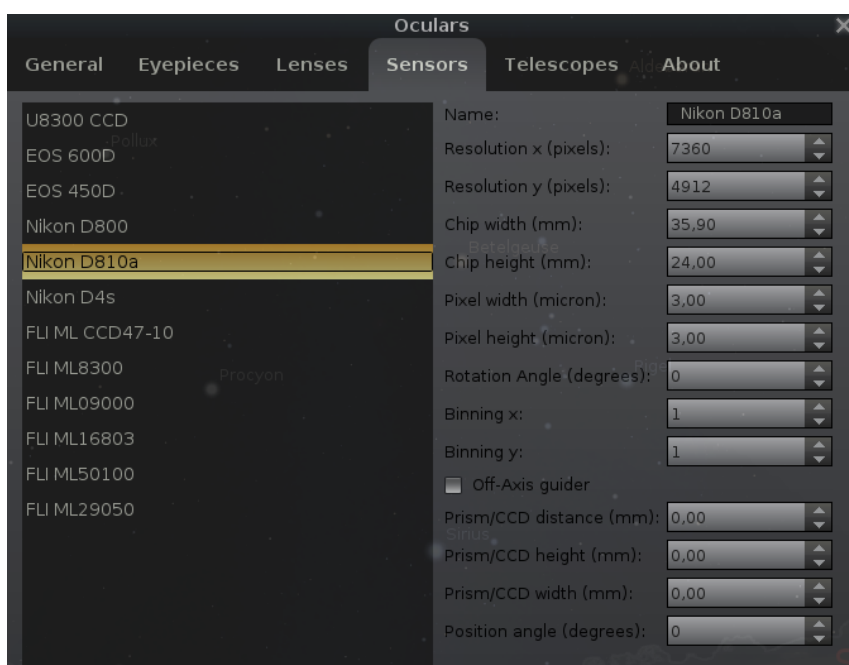 Oculars
General Eyepieces Lenses Sensors Telescopes About
U8300 CCD
Pollux
EOS 600D
EOS 450D
Nikon D800
Nikon D810a
Nikon D4s
FLI ML CCD47-10
FLI ML8300
Procyon
FLI ML09000
FLI ML16803
FLI ML50100
FLI ML29050
Name: Nikon D810a
Resolution x (pixels): 7360
Resolution y (pixels): 4912
Chip width (mm): 35,90
Betelgeuse
Chip height (mm): 24,00
Pixel width (micron): 3,00
Pixel height (micron): 3,00
Rotation Angle (degrees): 0
Binning x: 1
Binning y: 1
Off-Axis guider
Prism/CCD distance (mm): 0,00
Sirius
Prism/CCD height (mm): 0,00
Prism/CCD width (mm): 0,00
Position angle (degrees): 0